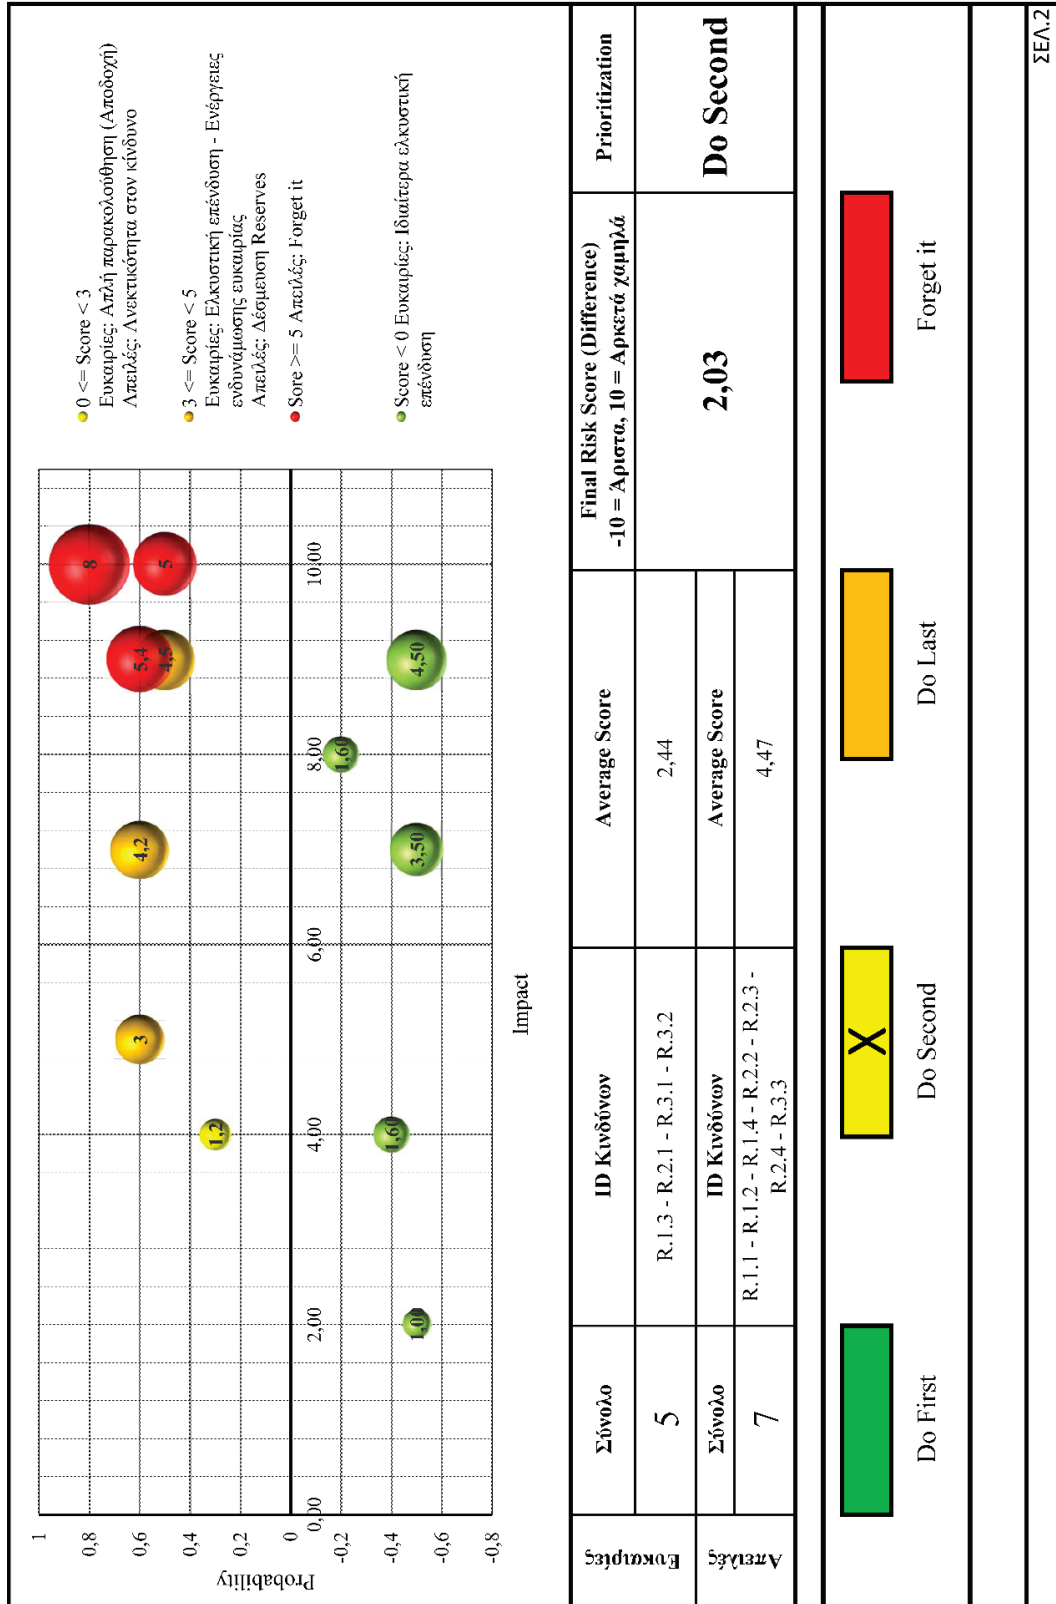 1
0,8
0,6
0,4
0,2
0
-0,2
-0,4
-0,6
-0,8
Probability
0,00
2,00
4,00
6,00
8,00
10,00
Impact
8
5
5,4
4,5
4,2
3
1,2
4,50
1,60
3,50
1,60
1,00
0 <= Score < 3
Ευκαιρίες: Απλή παρακολούθηση (Αποδοχή)
Απειλές: Ανεκτικότητα στον κίνδυνο
3 <= Score < 5
Ευκαιρίες: Ελκυστική επένδυση - Ενέργειες
ενδυνάμωσης ευκαιρίας
Απειλές: Δέσμευση Reserves
Sore >= 5 Απειλές: Forget it
Score < 0 Ευκαιρίες: Ιδιαίτερα ελκυστική
επένδυση
Σύνολο
ID Κινδύνων
Average Score
Final Risk Score (Difference)
-10 = Άριστα, 10 = Αρκετά χαμηλά
Prioritization
Ευκαιρίες
5
R.1.3 - R.2.1 - R.3.1 - R.3.2
2,44
2,03
Do Second
Σύνολο
ID Κινδύνων
Average Score
Απειλές
7
R.1.1 - R.1.2 - R.1.4 - R.2.2 - R.2.3 -
R.2.4 - R.3.3
4,47
X
Do First
Do Second
Do Last
Forget it
ΣΕΛ.2